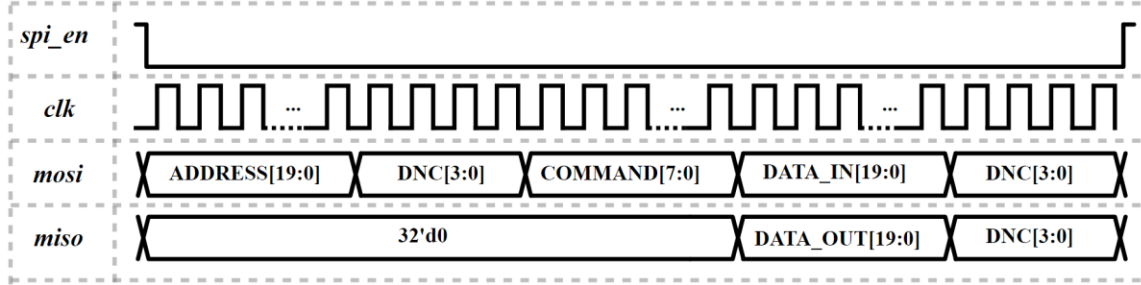 spi_en
clk ... ... ...
mosi ADDRESS[19:0] DNC[3:0] COMMAND[7:0] DATA_IN[19:0] DNC[3:0]
miso 32'd0 DATA_OUT[19:0] DNC[3:0]